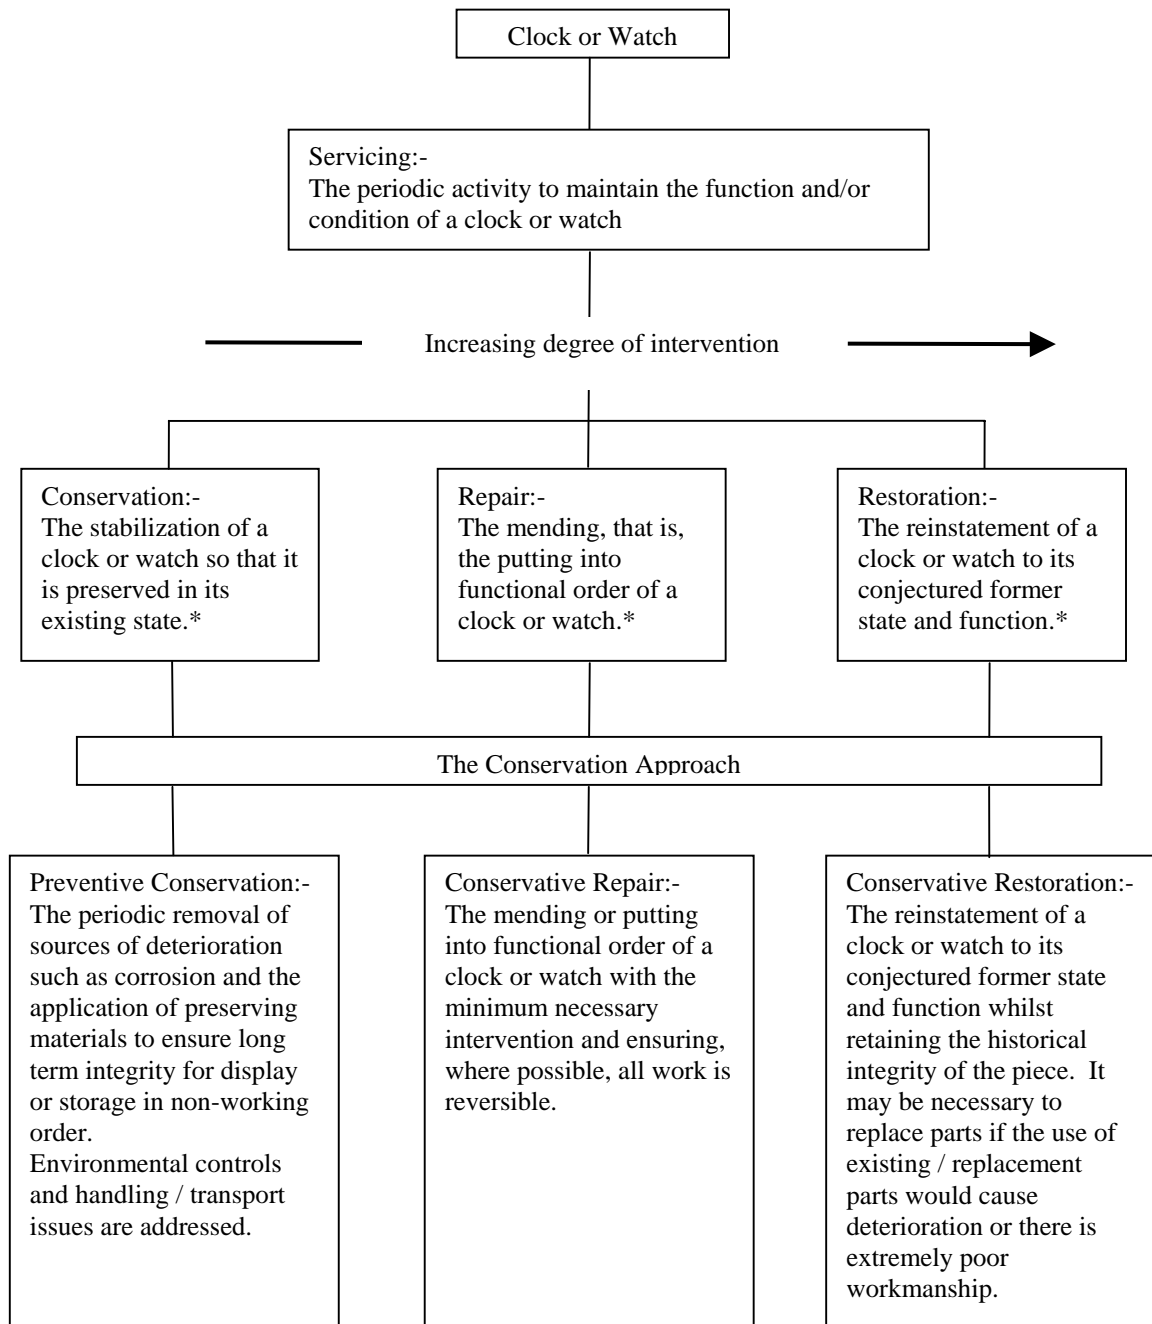 Clock or Watch
Servicing:-
The periodic activity to maintain the function and/or
condition of a clock or watch
Increasing degree of intervention
Conservation:-
The stabilization of a
clock or watch so that it
is preserved in its
existing state.*
Repair:-
The mending, that is,
the putting into
functional order of a
clock or watch.*
Restoration:-
The reinstatement of a
clock or watch to its
conjectured former
state and function.*
The Conservation Approach
Preventive Conservation:-
The periodic removal of
sources of deterioration
such as corrosion and the
application of preserving
materials to ensure long
term integrity for display
or storage in non-working
order.
Environmental controls
and handling / transport
issues are addressed.
Conservative Repair:-
The mending or putting
into functional order of a
clock or watch with the
minimum necessary
intervention and ensuring,
where possible, all work is
reversible.
Conservative Restoration:-
The reinstatement of a
clock or watch to its
conjectured former state
and function whilst
retaining the historical
integrity of the piece.  It
may be necessary to
replace parts if the use of
existing / replacement
parts would cause
deterioration or there is
extremely poor
workmanship.